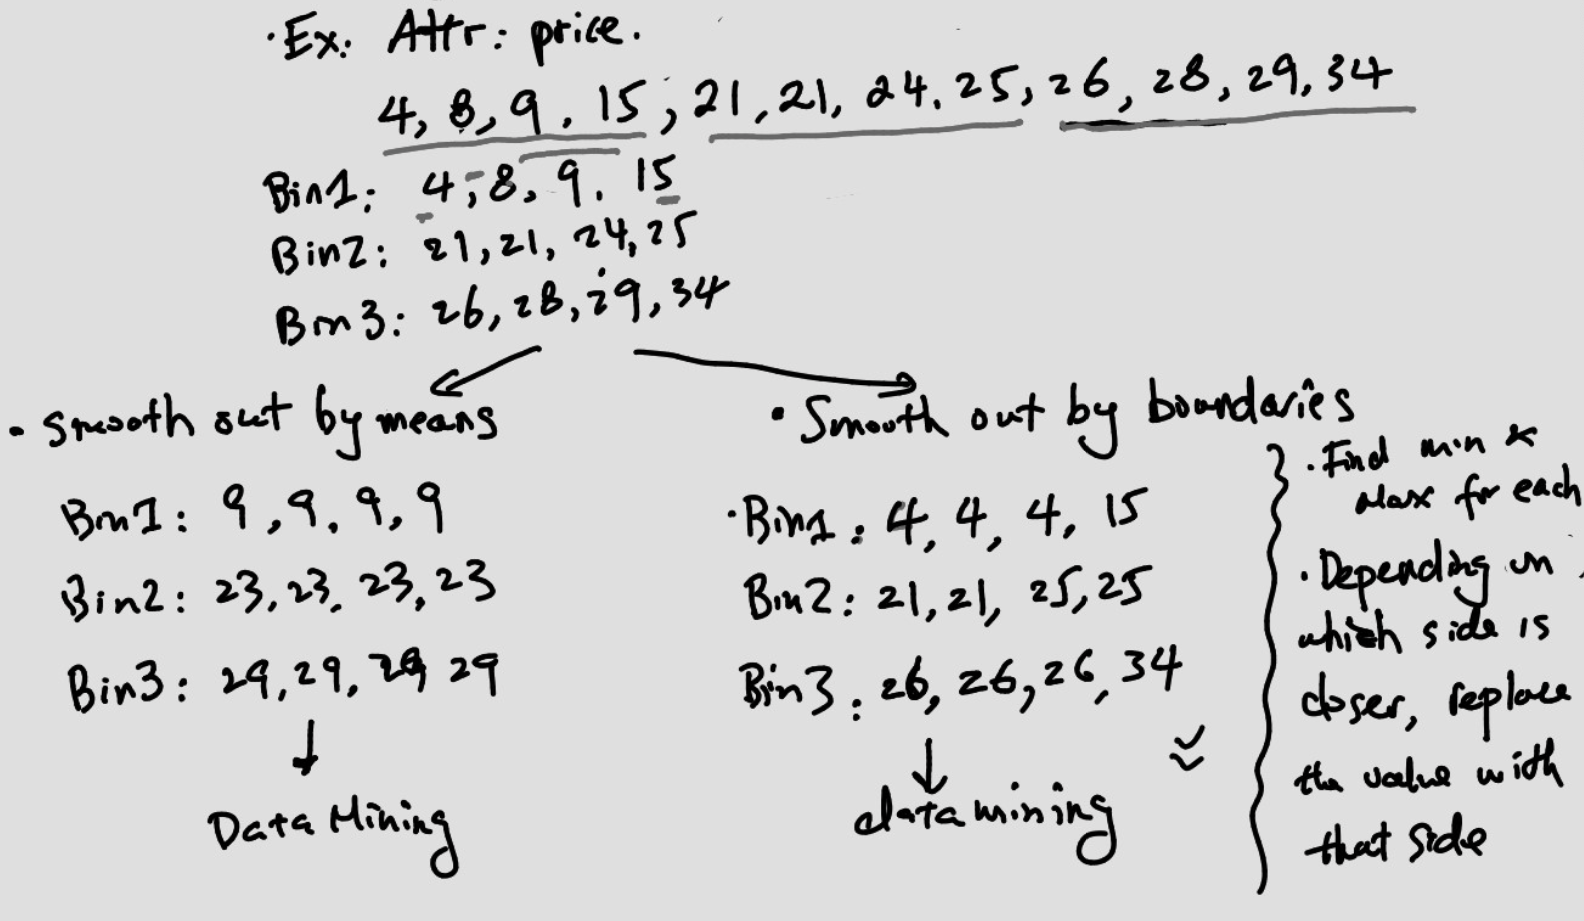 ·Ex: Attr: price.
4, 8, 9, 15, 21, 21, 24, 25, 26, 28, 29, 34
Bin1: 4, 8, 9, 15
Bin2: 21, 21, 24, 25
Bin3: 26, 28, 29, 34
· Smooth out by means
Bin1: 9, 9, 9, 9
Bin2: 23, 23, 23, 23
Bin3: 29, 29, 29 29
Data Mining
· Smooth out by boundaries
·Bin1: 4, 4, 4, 15
Bin2: 21, 21, 25, 25
Bin3: 26, 26, 26, 34
data mining
· Find min &
Max for each
· Depending on
which side is
closer, replace
the value with
that side